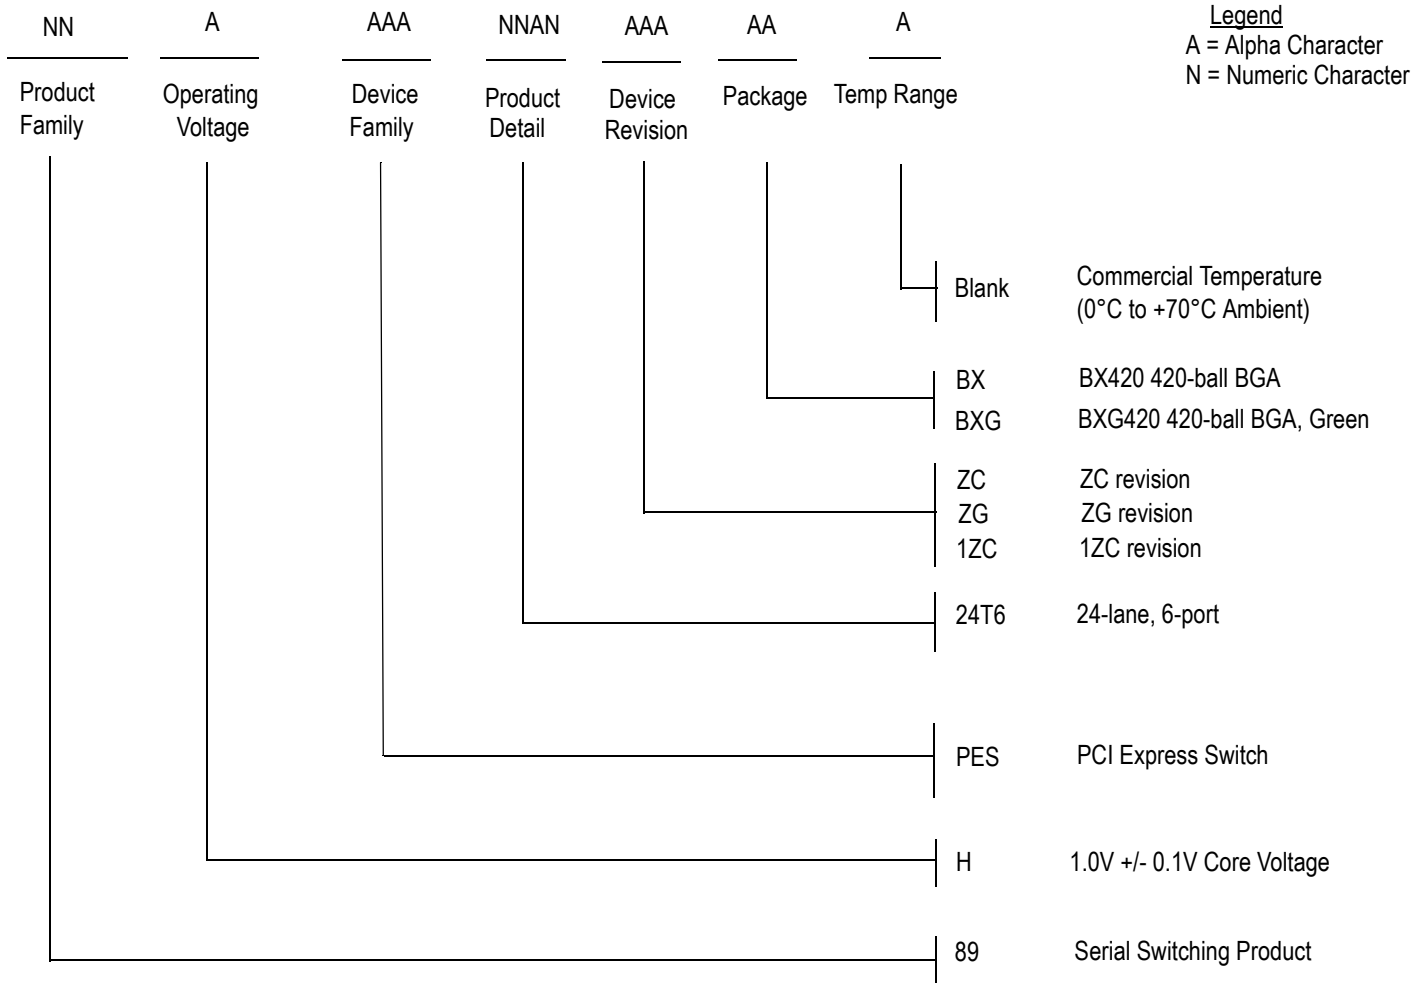 NN A AAA NNAN AAA AA A
Legend
A = Alpha Character
N = Numeric Character
Product Family
Operating Voltage
Device Family
Product Detail
Device Revision
Package
Temp Range
Blank Commercial Temperature
(0°C to +70°C Ambient)
BX BX420 420-ball BGA
BXG BXG420 420-ball BGA, Green
ZC ZC revision
ZG ZG revision
1ZC 1ZC revision
24T6 24-lane, 6-port
PES PCI Express Switch
H 1.0V +/- 0.1V Core Voltage
89 Serial Switching Product